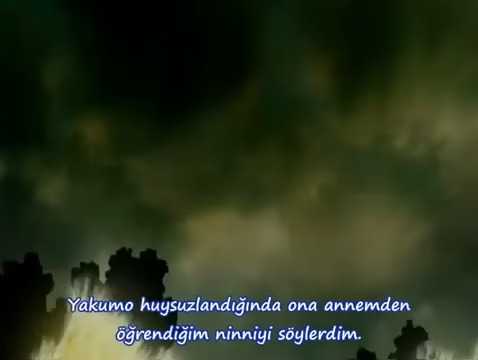 Yakumo huysuzlandığında ona annemden
öğrendiğim ninniyi söylerdim.